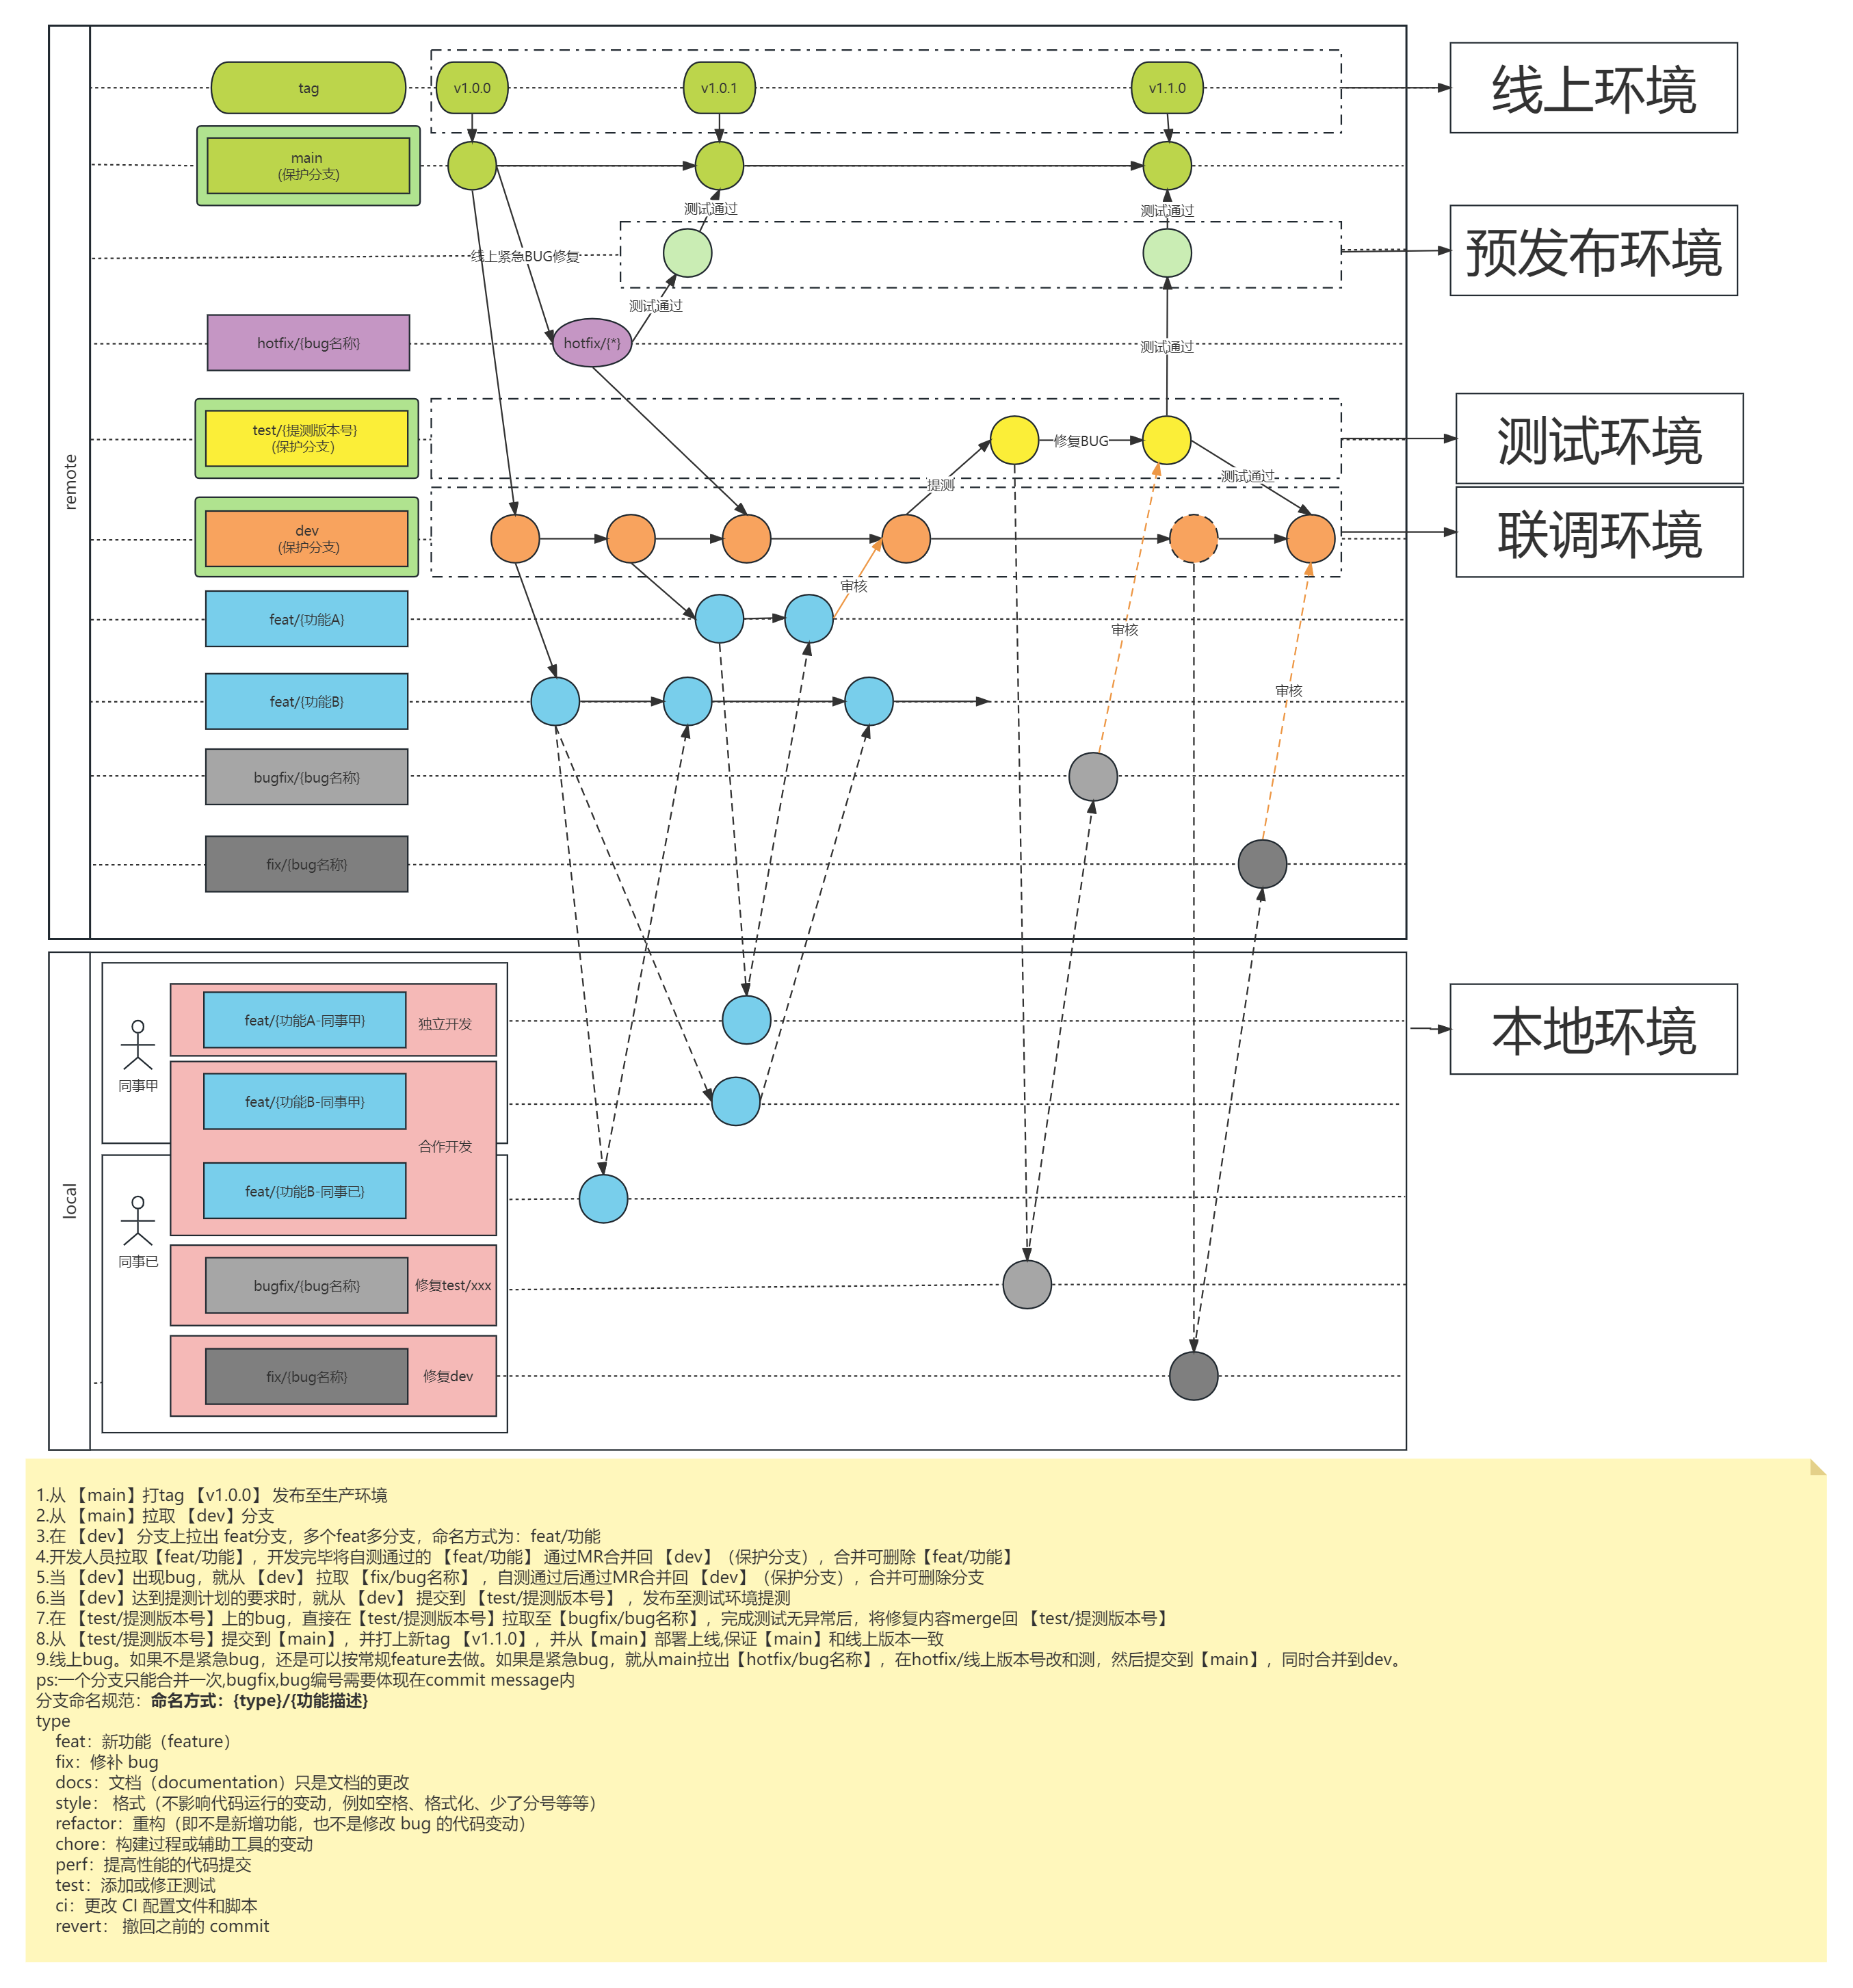 remote
tag
v1.0.0
v1.0.1
v1.1.0
线上环境
main
(保护分支)
测试通过
测试通过
线上紧急BUG修复
预发布环境
测试通过
hotfix/{bug名称}
hotfix/{*}
测试通过
test/{提测版本号}
(保护分支)
修复BUG
测试环境
测试通过
提测
dev
(保护分支)
联调环境
审核
feat/{功能A}
审核
feat/{功能B}
审核
bugfix/{bug名称}
fix/{bug名称}
local
feat/{功能A-同事甲}
独立开发
本地环境
同事甲
feat/{功能B-同事甲}
合作开发
feat/{功能B-同事已}
同事已
bugfix/{bug名称}
修复test/xxx
fix/{bug名称}
修复dev
1.从 【main】打tag 【v1.0.0】 发布至生产环境
2.从 【main】拉取 【dev】分支
3.在 【dev】 分支上拉出 feat分支，多个feat多分支，命名方式为：feat/功能
4.开发人员拉取【feat/功能】，开发完毕将自测通过的 【feat/功能】 通过MR合并回 【dev】（保护分支），合并可删除【feat/功能】
5.当 【dev】出现bug，就从 【dev】 拉取 【fix/bug名称】，自测通过后通过MR合并回 【dev】（保护分支），合并可删除分支
6.当 【dev】达到提测计划的要求时，就从 【dev】 提交到 【test/提测版本号】，发布至测试环境提测
7.在 【test/提测版本号】上的bug，直接在【test/提测版本号】拉取至【bugfix/bug名称】，完成测试无异常后，将修复内容merge回 【test/提测版本号】
8.从 【test/提测版本号】提交到【main】，并打上新tag 【v1.1.0】，并从【main】部署上线,保证【main】和线上版本一致
9.线上bug。如果不是紧急bug，还是可以按常规feature去做。如果是紧急bug，就从main拉出【hotfix/bug名称】，在hotfix/线上版本号改和测，然后提交到【main】，同时合并到dev。
ps:一个分支只能合并一次,bugfix,bug编号需要体现在commit message内
分支命名规范：命名方式：{type}/{功能描述}
type
feat：新功能（feature）
fix：修补 bug
docs：文档（documentation）只是文档的更改
style： 格式（不影响代码运行的变动，例如空格、格式化、少了分号等等）
refactor：重构（即不是新增功能，也不是修改 bug 的代码变动）
chore：构建过程或辅助工具的变动
perf：提高性能的代码提交
test：添加或修正测试
ci：更改 CI 配置文件和脚本
revert： 撤回之前的 commit